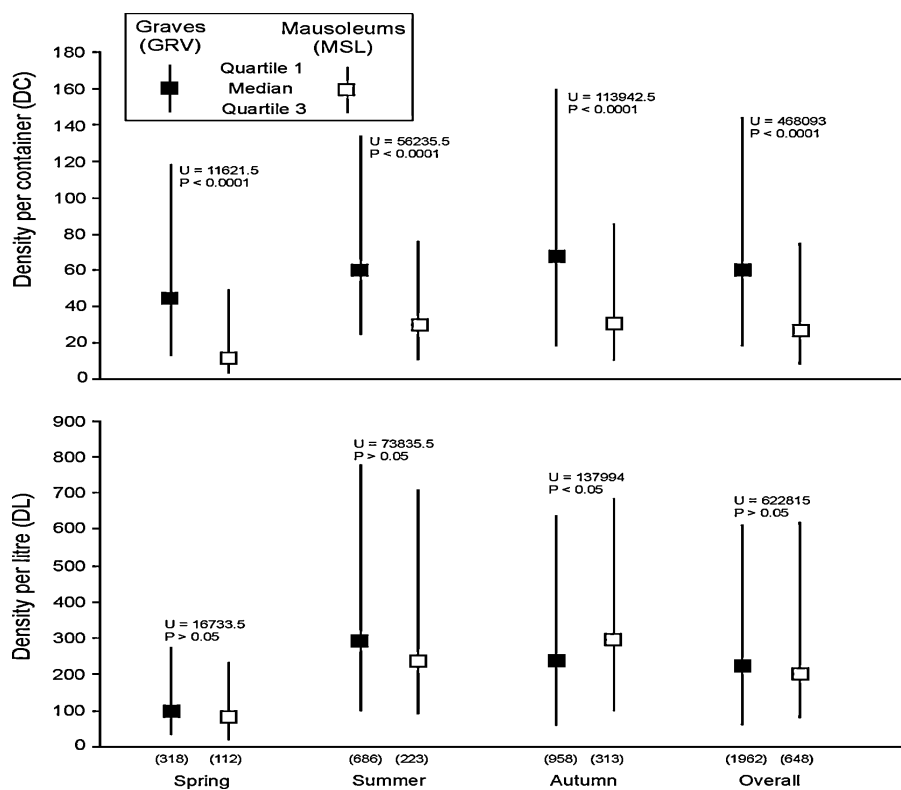 Graves
(GRV)
Mausoleums
(MSL)
Quartile 1
Median
Quartile 3
Density per container (DC)
180
160
140
120
100
80
60
40
20
0
U = 11621.5
P < 0.0001
U = 56235.5
P < 0.0001
U = 113942.5
P < 0.0001
U = 468093
P < 0.0001
Density per litre (DL)
900
800
700
600
500
400
300
200
100
0
U = 16733.5
P > 0.05
U = 73835.5
P > 0.05
U = 137994
P < 0.05
U = 622815
P > 0.05
(318) (112) (686) (223) (958) (313) (1962) (648)
Spring Summer Autumn Overall